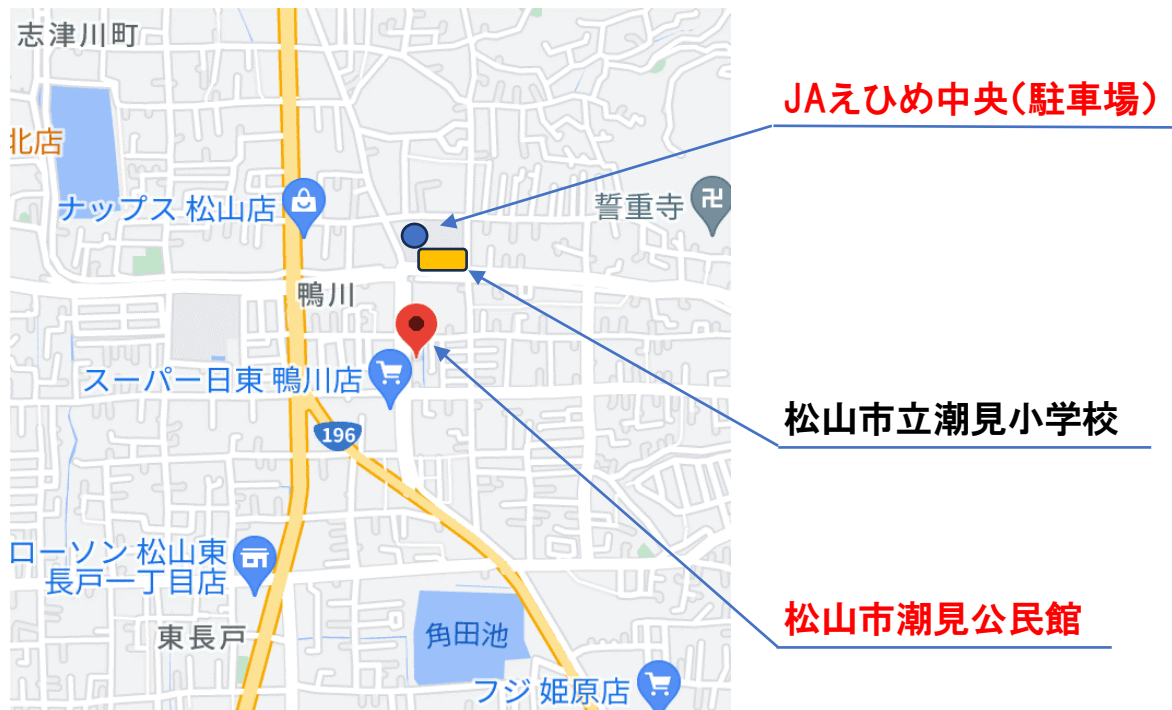 志津川町
JAえひめ中央(駐車場)
北店
ナップス 松山店
誓重寺
鴨川
スーパー日東 鴨川店
松山市立潮見小学校
196
ローソン 松山東
長戸一丁目店
東長戸
角田池
松山市潮見公民館
フジ 姫原店